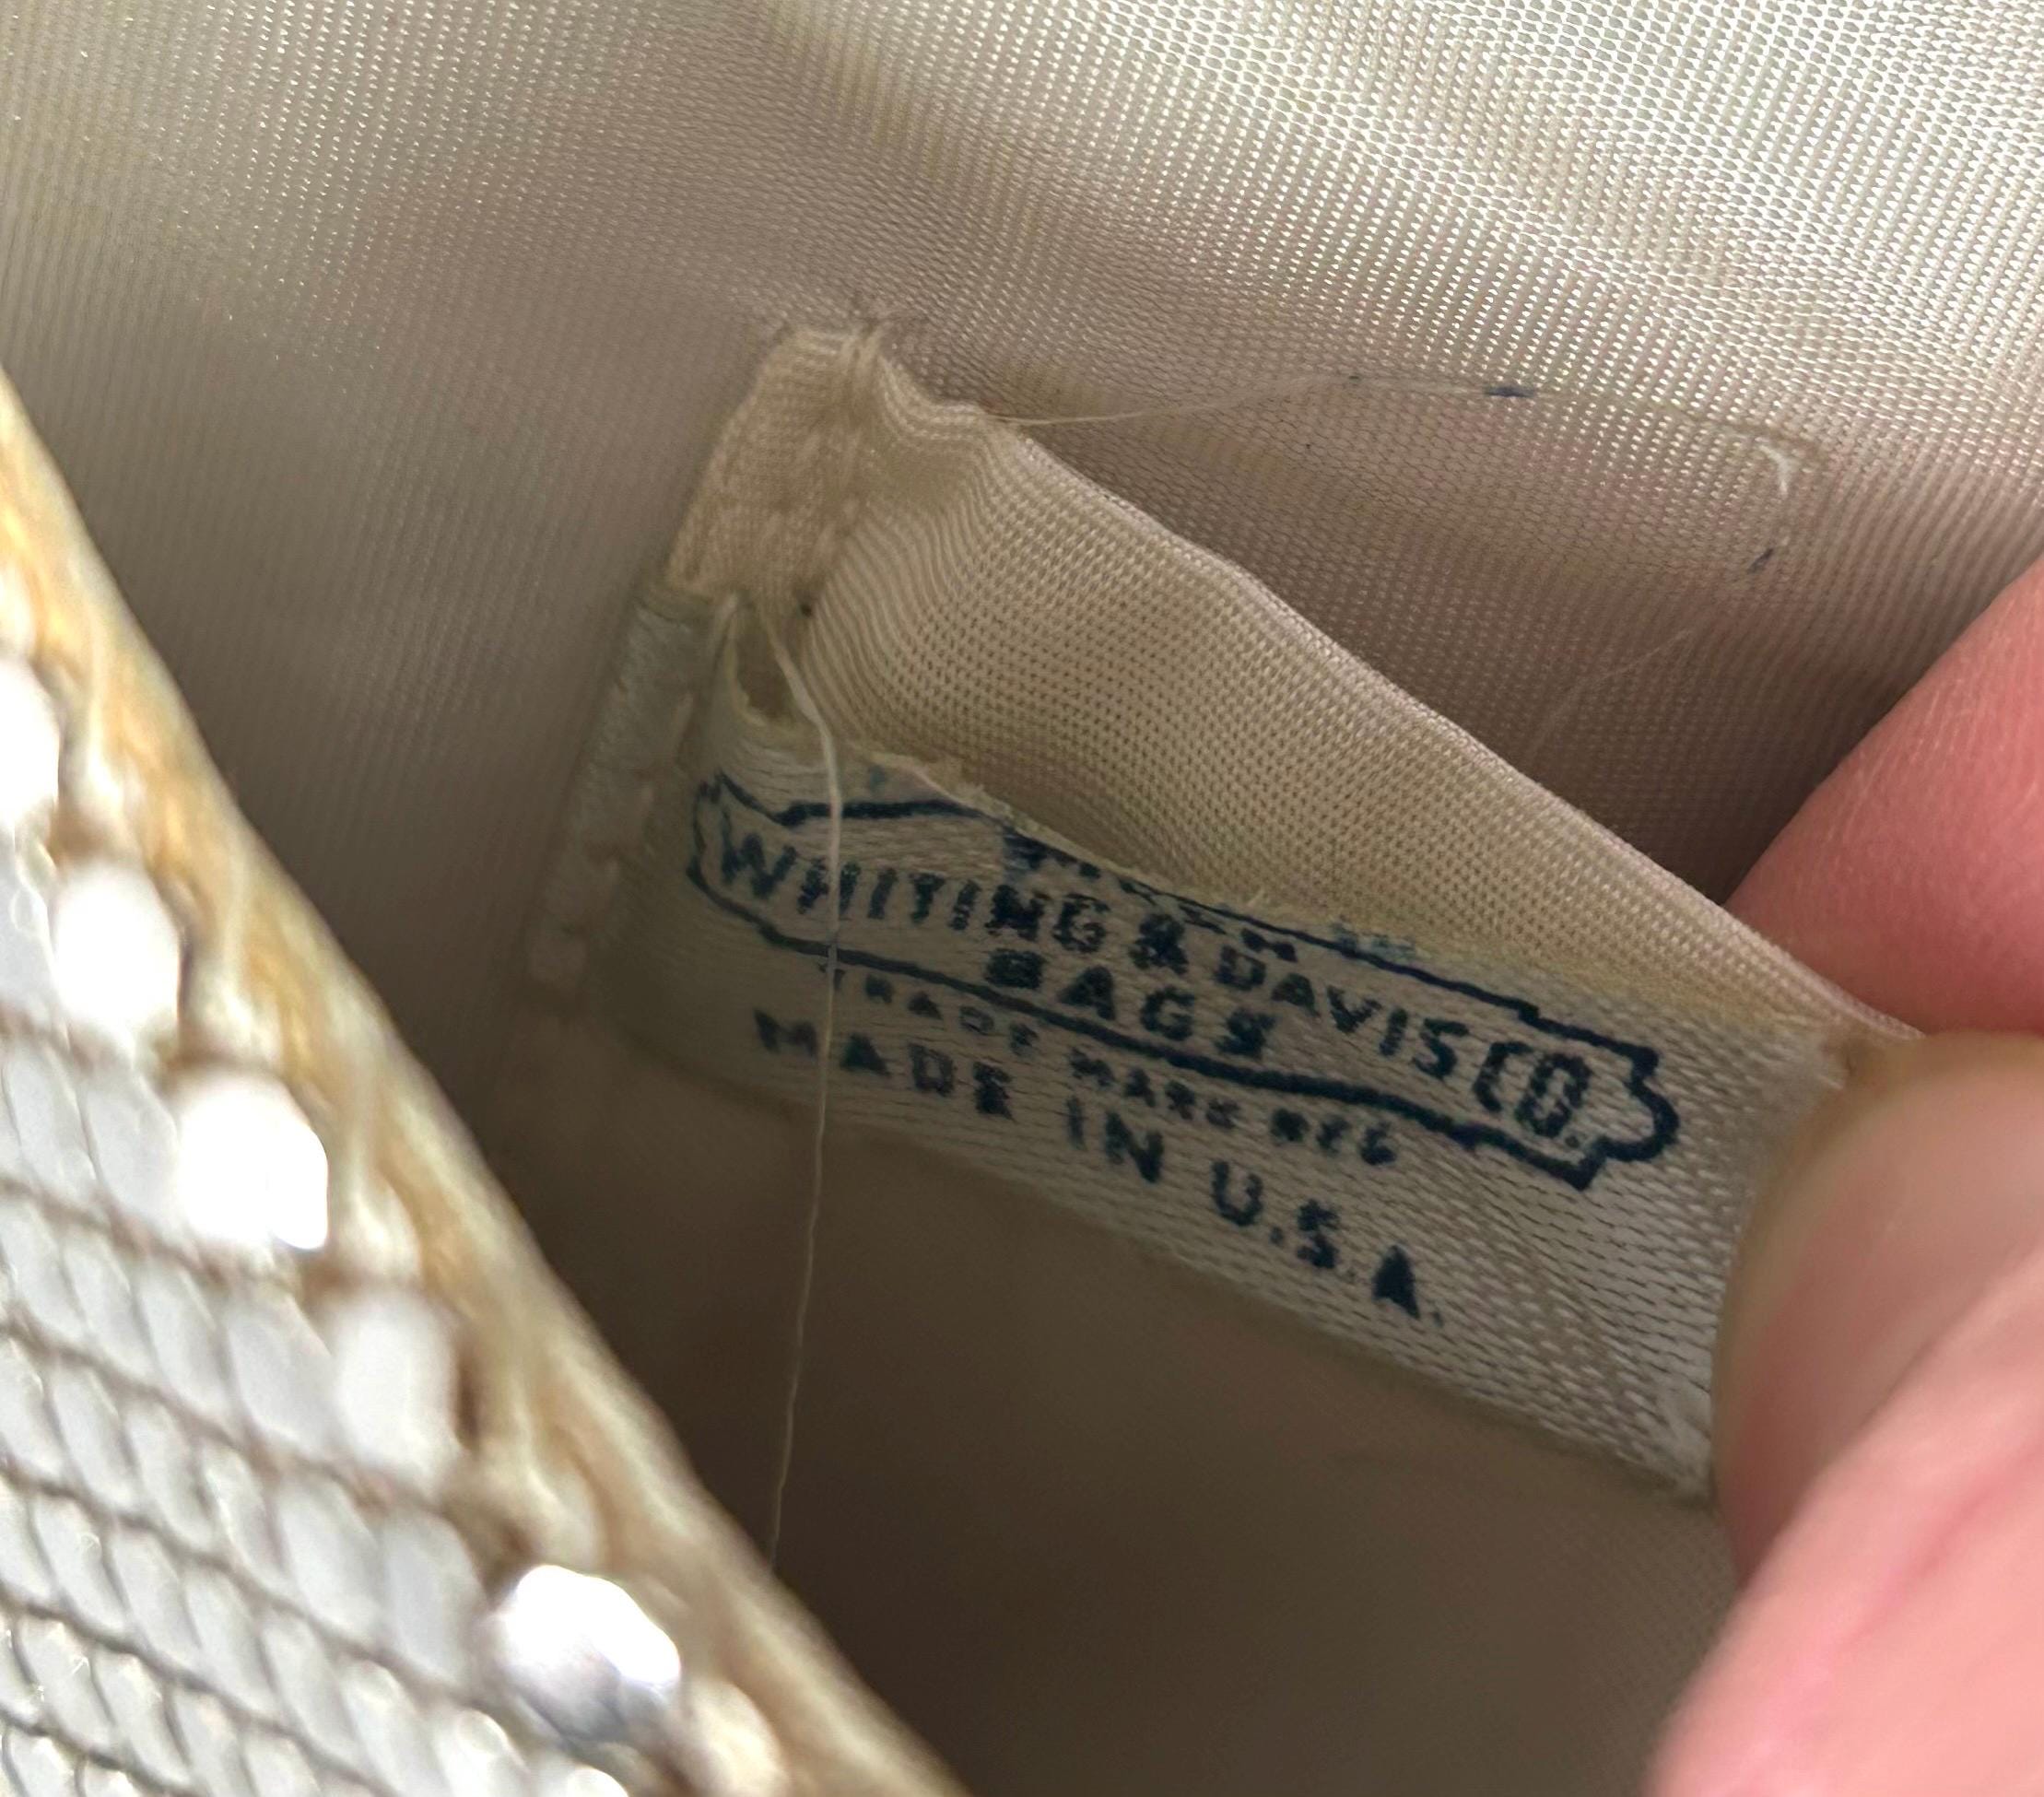 WHITING & DAVIS CO.
BAGS
TRADE MARK REG
MADE IN U.S.A.